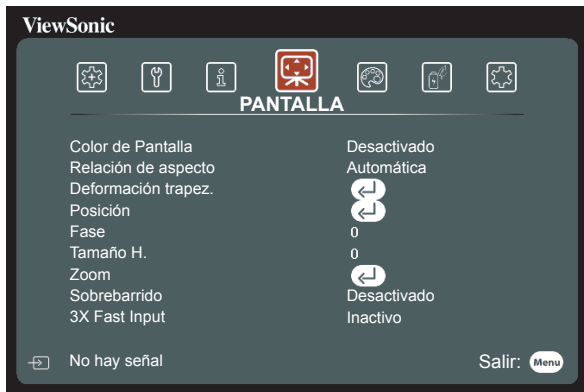 ViewSonic
PANTALLA
Color de Pantalla Desactivado
Relación de aspecto Automática
Deformación trapez.
Posición
Fase 0
Tamaño H. 0
Zoom
Sobrebarrido Desactivado
3X Fast Input Inactivo
No hay señal Salir: Menu